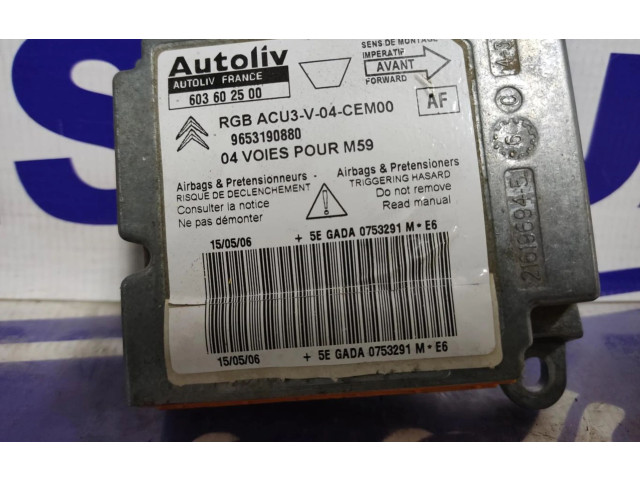 Autoliv
AUTOLIV FRANCE
603 60 25 00
SENS DE MONTAGE
IMPERATIF
AVANT
FORWARD
RGB ACU3-V-04-CEM00
AF
9653190880
04 VOIES POUR M59
Airbags & Pretensionneurs
RISQUE DE DECLENCHEMENT
Consulter la notice
Ne pas démonter
Airbags & Pretensioners
TRIGGERING HASARD
Do not remove
Read manual
15/05/06 + 5E GADA 0753291 M * E6
15/05/06 + 5E GADA 0753291 M * E6